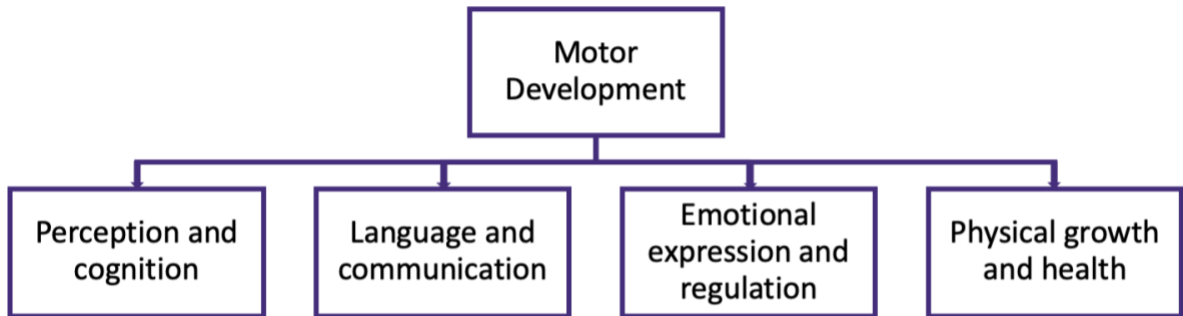 Motor
Development
Perception and
cognition
Language and
communication
Emotional
expression and
regulation
Physical growth
and health